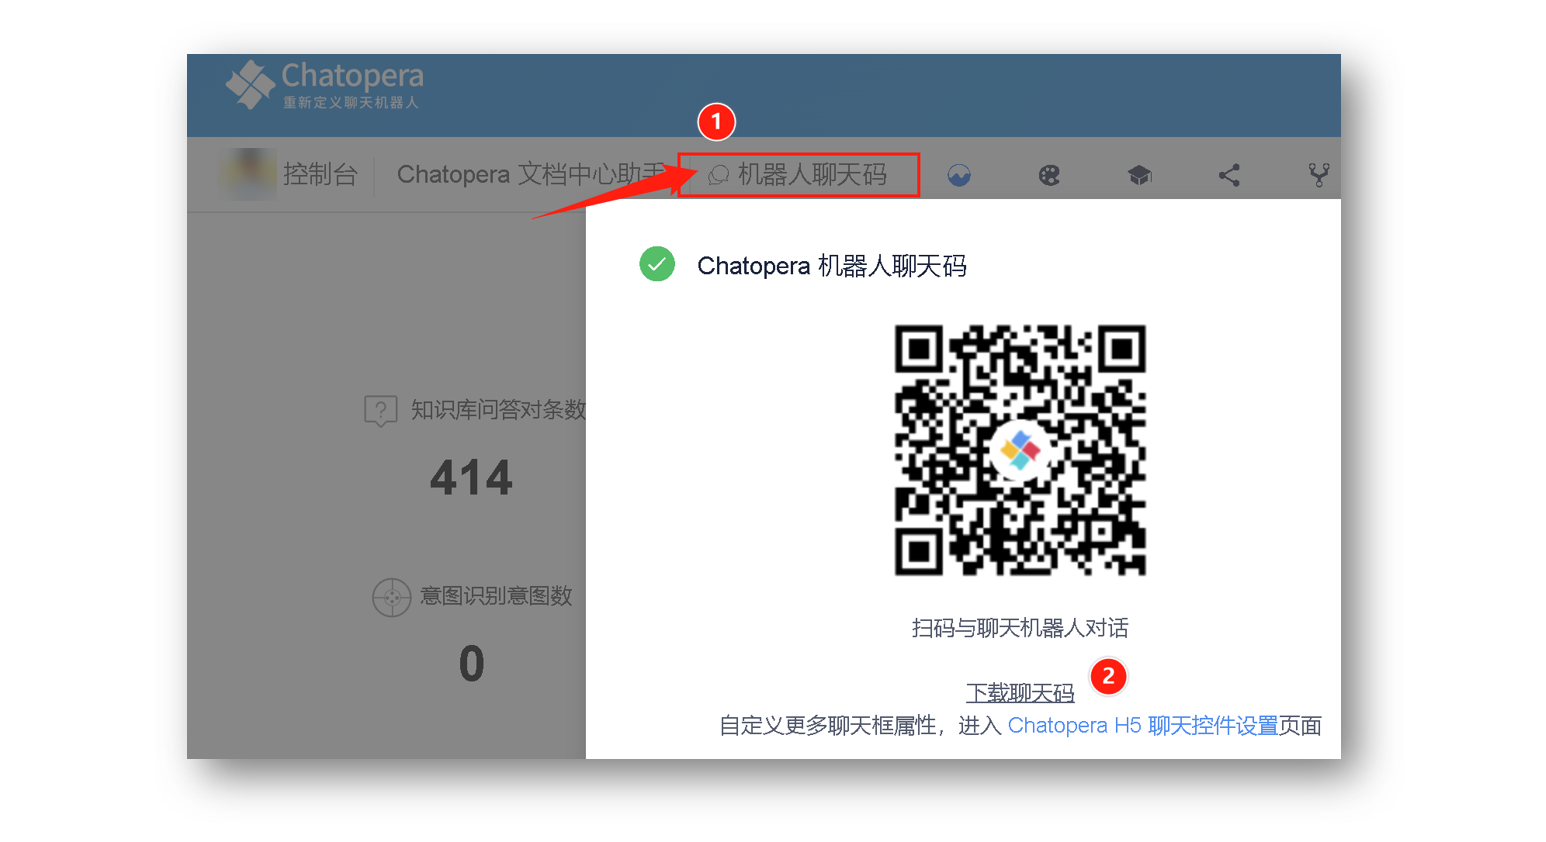 Chatopera
重新定义聊天机器人
1
控制台
Chatopera 文档中心助手
机器人聊天码
Chatopera 机器人聊天码
知识库问答对条数
414
意图识别意图数
0
扫码与聊天机器人对话
下载聊天码
2
自定义更多聊天框属性，进入 Chatopera H5 聊天控件设置页面